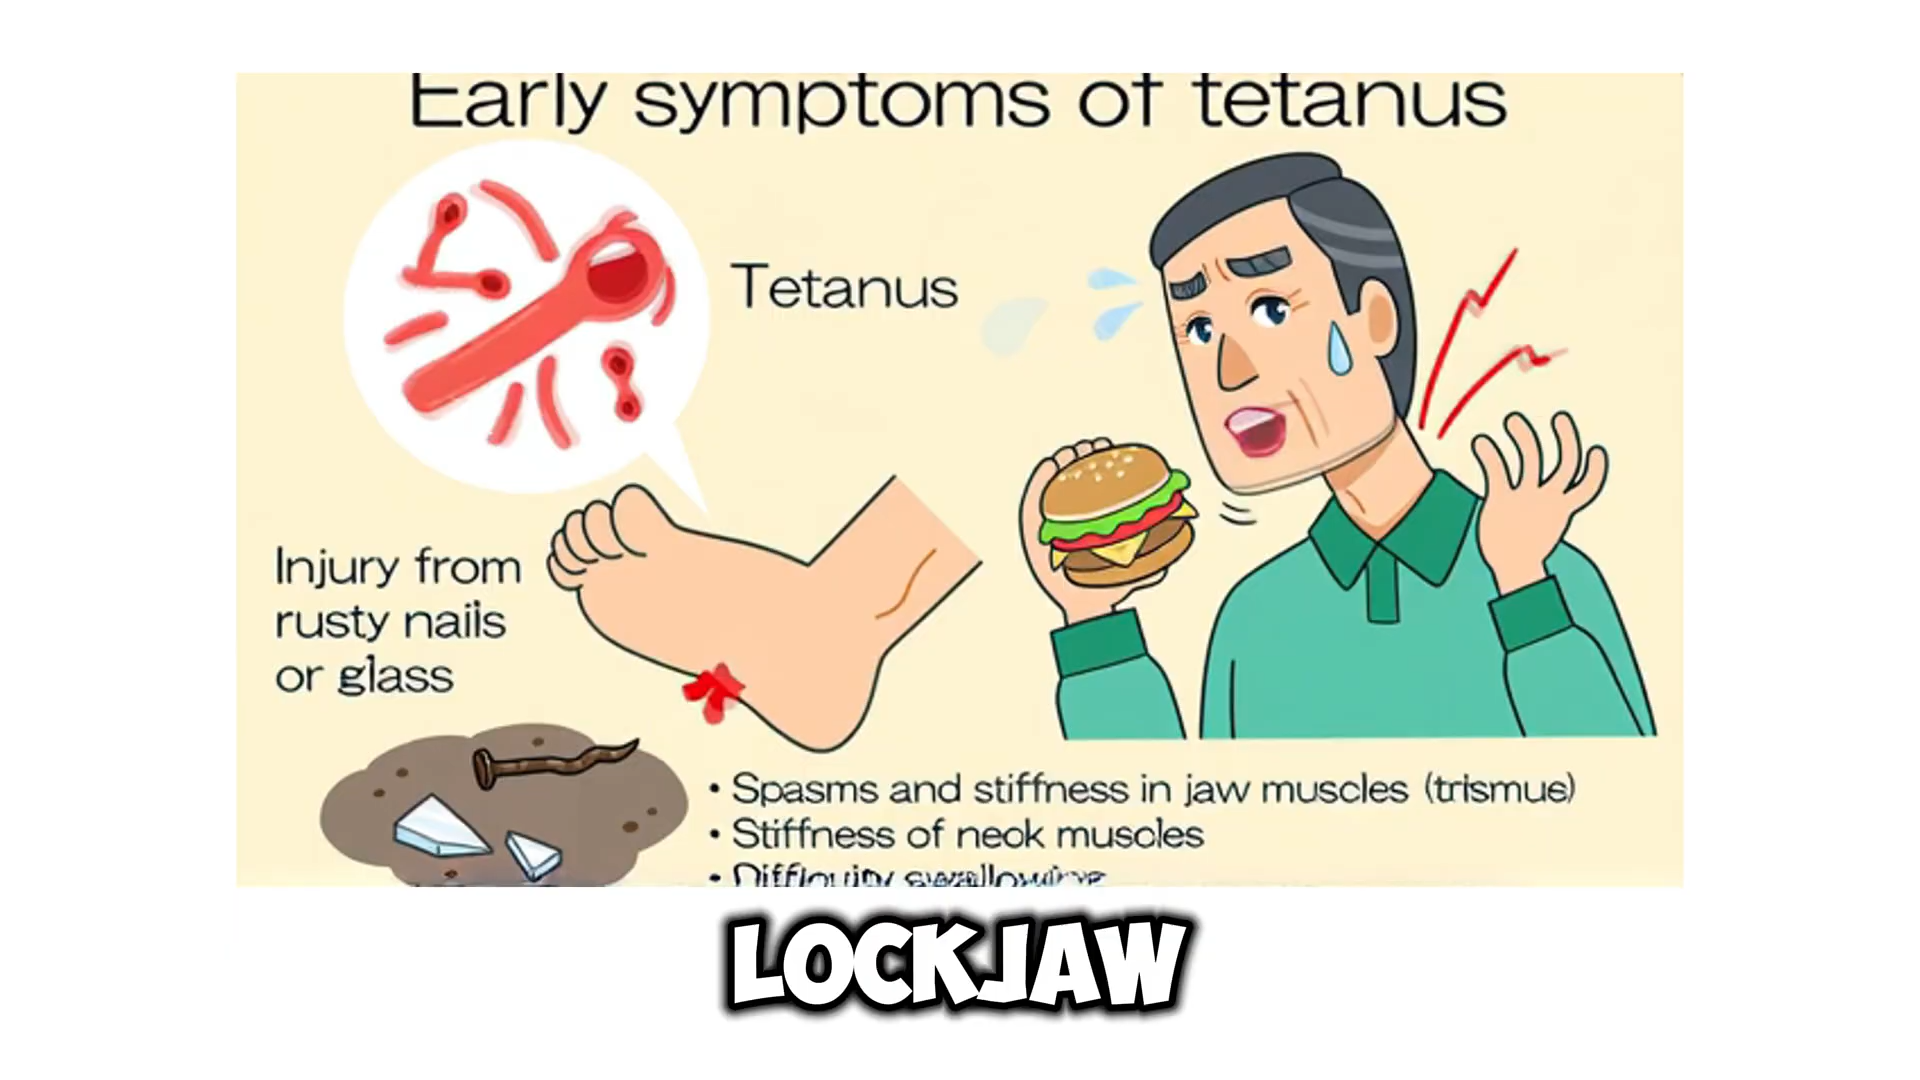 Early symptoms of tetanus
Tetanus
Injury from
rusty nails
or glass
• Spasms and stiffness in jaw muscles (trismue)
• Stiffness of neok muscles
LOCKJAW